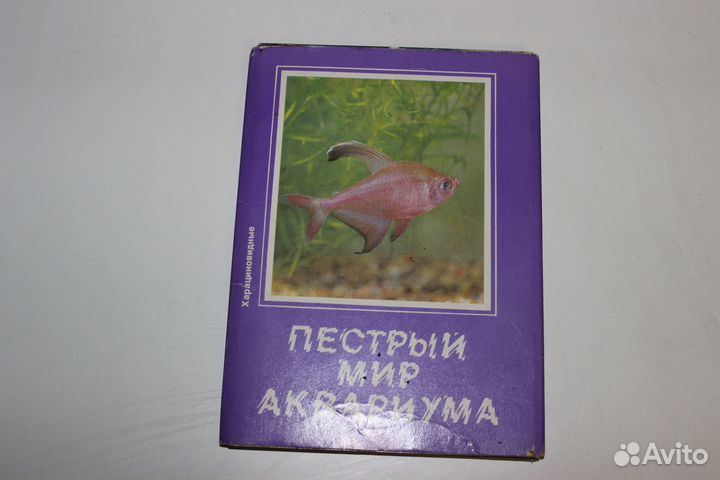 Харациновидные
ПЕСТРЫЙ
МИР
АКВАРИУМА
Avito